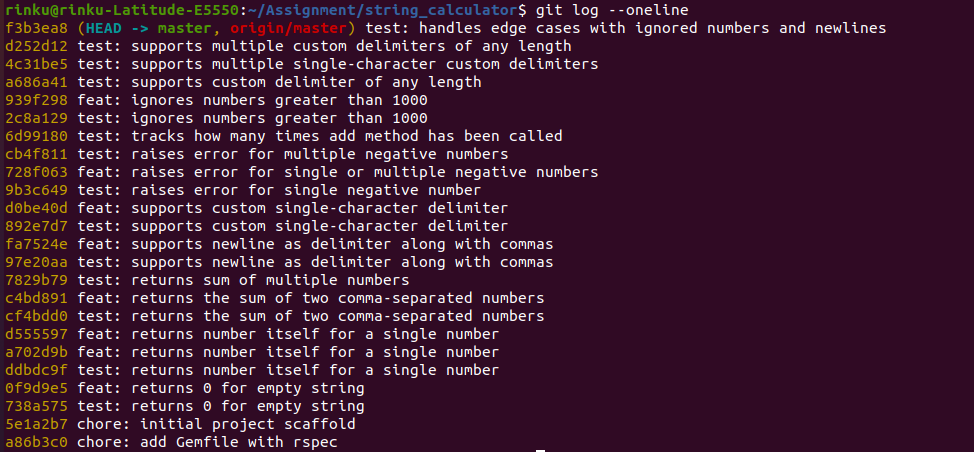 rinku@rinku-Latitude-E5550:~/Assignment/string_calculator$ git log --oneline
f3b3ea8 (HEAD -> master, origin/master) test: handles edge cases with ignored numbers and newlines
d252d12 test: supports multiple custom delimiters of any length
4c31be5 test: supports multiple single-character custom delimiters
a686a41 test: supports custom delimiter of any length
939f298 feat: ignores numbers greater than 1000
2c8a129 test: ignores numbers greater than 1000
6d99180 test: tracks how many times add method has been called
cb4f811 test: raises error for multiple negative numbers
728f063 feat: raises error for single or multiple negative numbers
9b3c649 test: raises error for single negative number
d0be40d feat: supports custom single-character delimiter
892e7d7 test: supports custom single-character delimiter
fa7524e feat: supports newline as delimiter along with commas
97e20aa test: supports newline as delimiter along with commas
7829b79 test: returns sum of multiple numbers
c4bd891 feat: returns the sum of two comma-separated numbers
cf4bdd0 test: returns the sum of two comma-separated numbers
d555597 feat: returns number itself for a single number
a702d9b feat: returns number itself for a single number
ddbdc9f test: returns number itself for a single number
0f9d9e5 feat: returns 0 for empty string
738a575 test: returns 0 for empty string
5e1a2b7 chore: initial project scaffold
a86b3c0 chore: add Gemfile with rspec